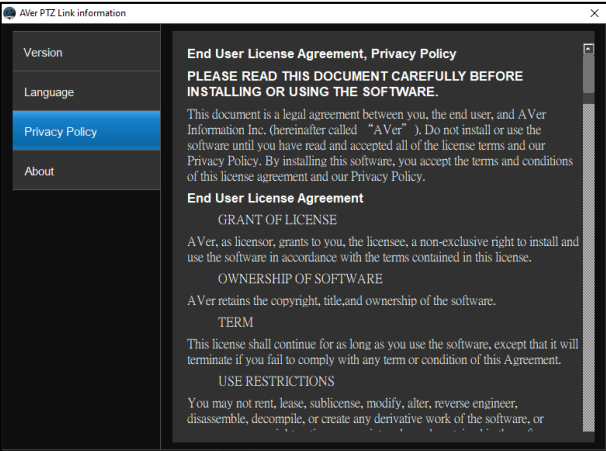 AVer PTZ Link information
Version
Language
Privacy Policy
About
End User License Agreement, Privacy Policy
PLEASE READ THIS DOCUMENT CAREFULLY BEFORE
INSTALLING OR USING THE SOFTWARE.
This document is a legal agreement between you, the end user, and AVer
Information Inc. (hereinafter called “AVer”). Do not install or use the
software until you have read and accepted all of the license terms and our
Privacy Policy. By installing this software, you accept the terms and conditions
of this license agreement and our Privacy Policy.
End User License Agreement
GRANT OF LICENSE
AVer, as licensor, grants to you, the licensee, a non-exclusive right to install and
use the software in accordance with the terms contained in this license.
OWNERSHIP OF SOFTWARE
AVer retains the copyright, title,and ownership of the software.
TERM
This license shall continue for as long as you use the software, except that it will
terminate if you fail to comply with any term or condition of this Agreement.
USE RESTRICTIONS
You may not rent, lease, sublicense, modify, alter, reverse engineer,
disassemble, decompile, or create any derivative work of the software, or